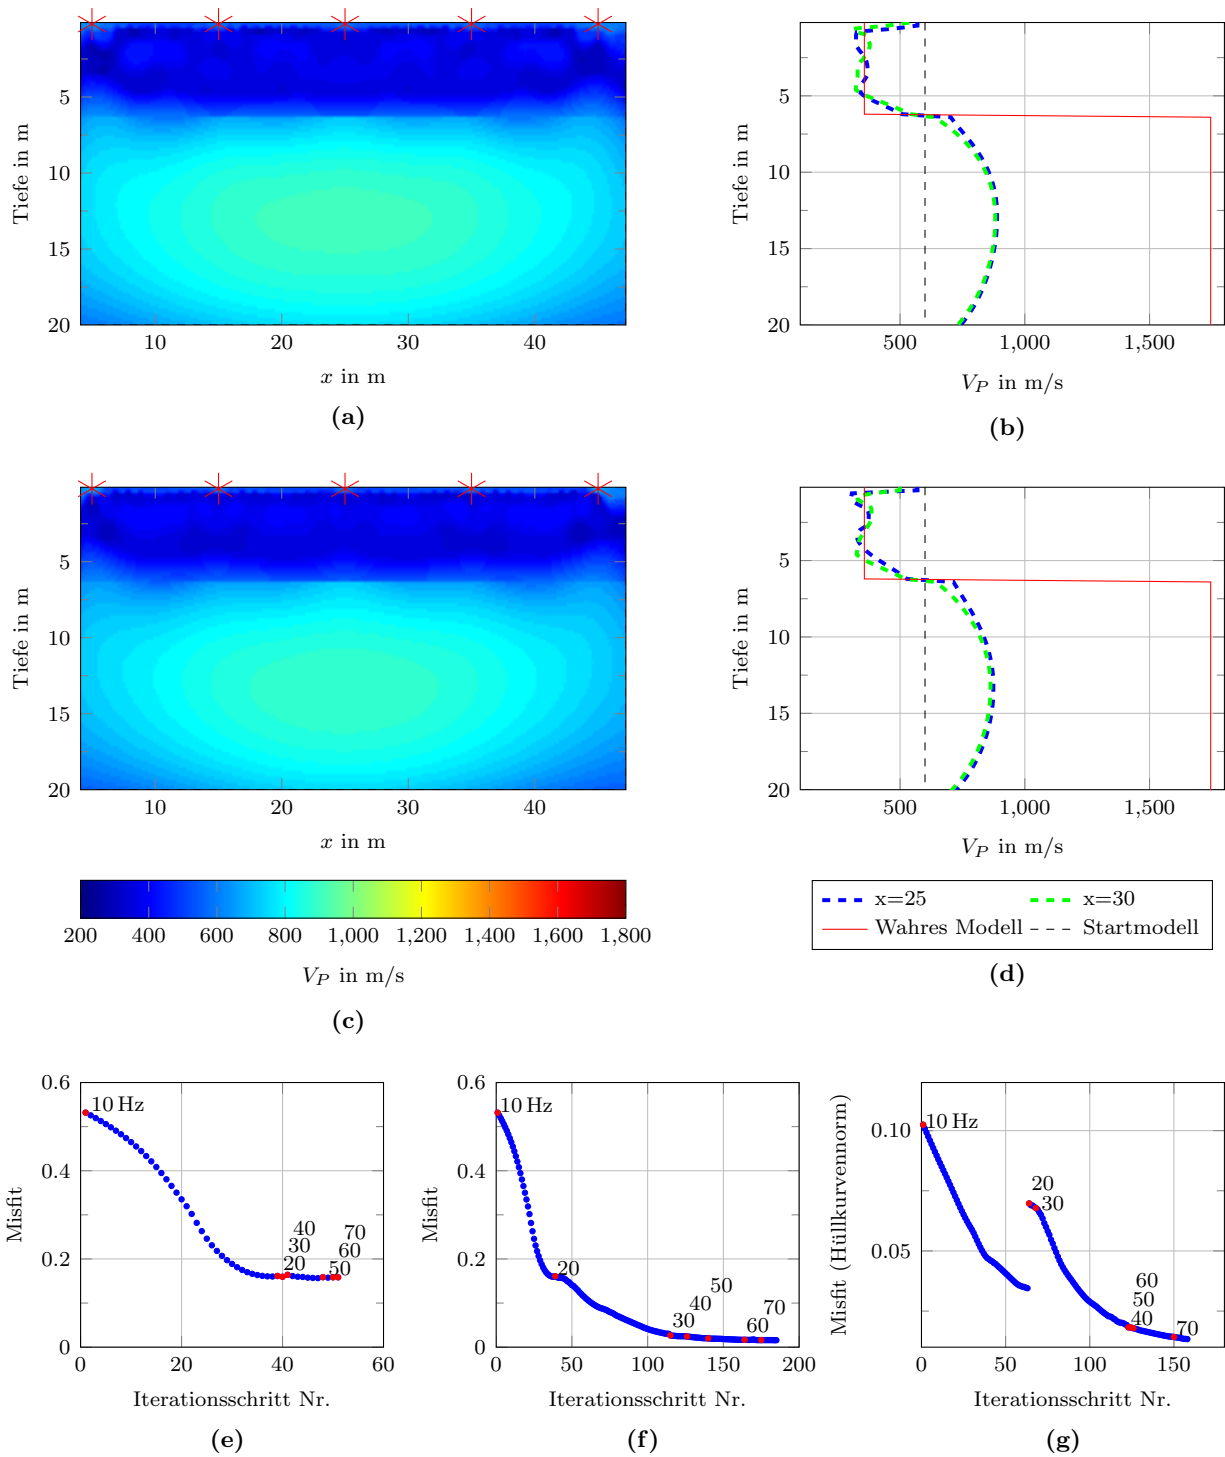 5
10
15
20
Tiefe in m
10 20 30 40
x in m
(a)
5
10
15
20
Tiefe in m
500 1,000 1,500
V_P in m/s
(b)
5
10
15
20
Tiefe in m
10 20 30 40
x in m
200 400 600 800 1,000 1,200 1,400 1,600 1,800
V_P in m/s
(c)
5
10
15
20
Tiefe in m
500 1,000 1,500
V_P in m/s
x=25 x=30
Wahres Modell Startmodell
(d)
0.6
0.4
0.2
0
Misfit
10 Hz
40
30
20
70
60
50
0 20 40 60
Iterationsschritt Nr.
(e)
0.6
0.4
0.2
0
Misfit
10 Hz
20
30
40
50
60
70
0 50 100 150 200
Iterationsschritt Nr.
(f)
0.10
0.05
Misfit (Hüllkurvennorm)
10 Hz
20
30
60
50
40
70
0 50 100 150
Iterationsschritt Nr.
(g)